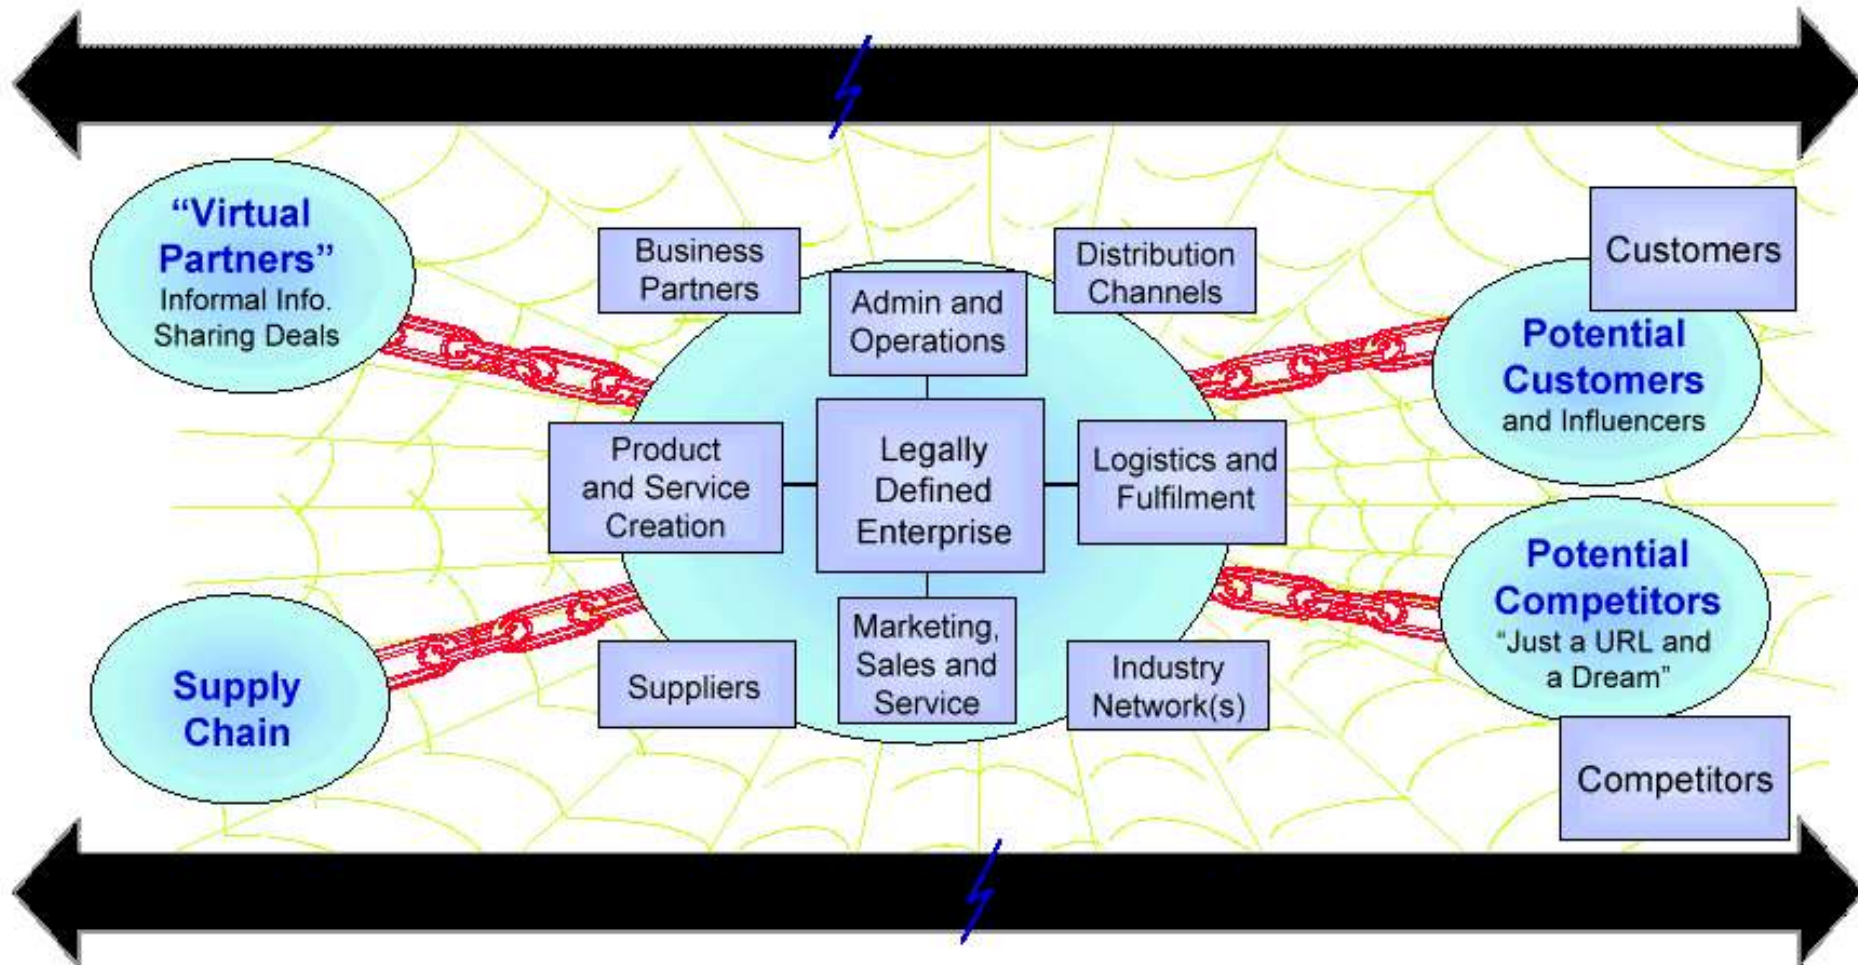 “Virtual
Partners”
Informal Info.
Sharing Deals
Business
Partners
Admin and
Operations
Distribution
Channels
Customers
Potential
Customers
and Influencers
Product
and Service
Creation
Legally
Defined
Enterprise
Logistics and
Fulfilment
Potential
Competitors
“Just a URL and
a Dream”
Supply
Chain
Suppliers
Marketing,
Sales and
Service
Industry
Network(s)
Competitors